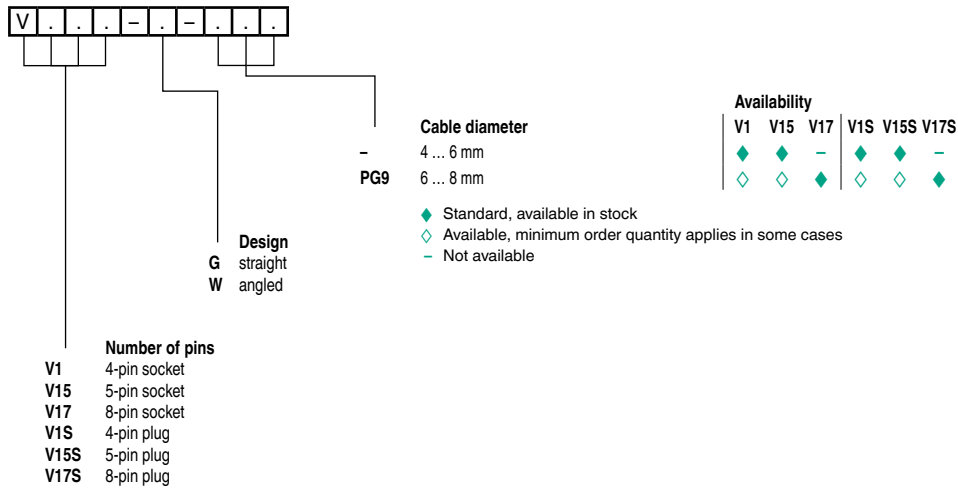 V . . . – . – . . .
Availability
Cable diameter V1 V15 V17 V1S V15S V17S
– 4 ... 6 mm ♦ ♦ – ♦ ♦ –
PG9 6 ... 8 mm ◊ ◊ ♦ ◊ ◊ ♦
♦ Standard, available in stock
◊ Available, minimum order quantity applies in some cases
– Not available
Design
G straight
W angled
Number of pins
V1 4-pin socket
V15 5-pin socket
V17 8-pin socket
V1S 4-pin plug
V15S 5-pin plug
V17S 8-pin plug